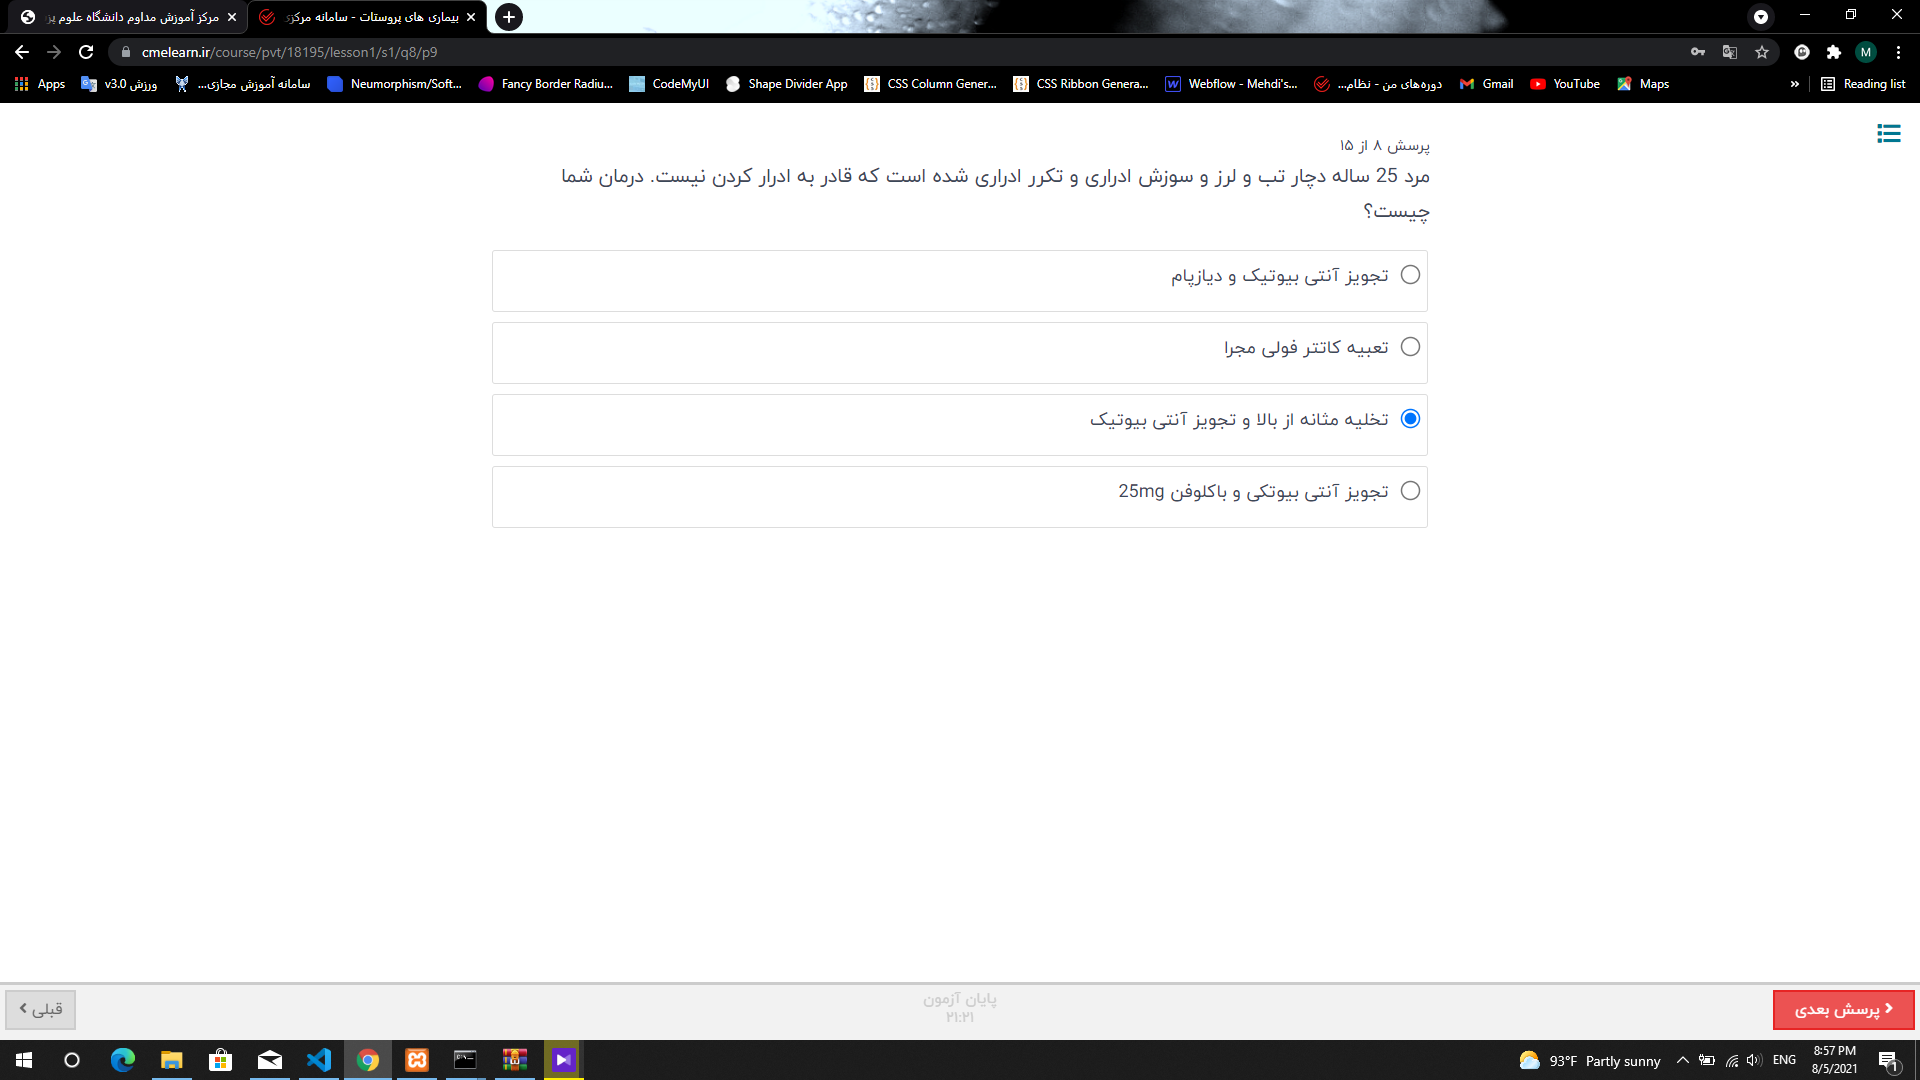 مرکز آموزش مداوم دانشگاه علوم پز
بیماری های پروستات - سامانه مرکزی
cmelearn.ir/course/pvt/18195/lesson1/s1/q8/p9
M
Apps
ورزش v3.0
سامانه آموزش مجازی...
Neumorphism/Soft...
Fancy Border Radiu...
CodeMyUI
Shape Divider App
CSS Column Gener...
CSS Ribbon Genera...
Webflow - Mehdi's...
دوره‌های من - نظام...
Gmail
YouTube
Maps
»
Reading list
پرسش ۸ از ۱۵
مرد 25 ساله دچار تب و لرز و سوزش ادراری و تکرر ادراری شده است که قادر به ادرار کردن نیست. درمان شما
چیست؟
تجویز آنتی بیوتیک و دیازپام
تعبیه کاتتر فولی مجرا
تخلیه مثانه از بالا و تجویز آنتی بیوتیک
تجویز آنتی بیوتکی و باکلوفن 25mg
قبلی
پایان آزمون
۲۱:۲۱
پرسش بعدی
93°F Partly sunny
ENG
8:57 PM
8/5/2021
1